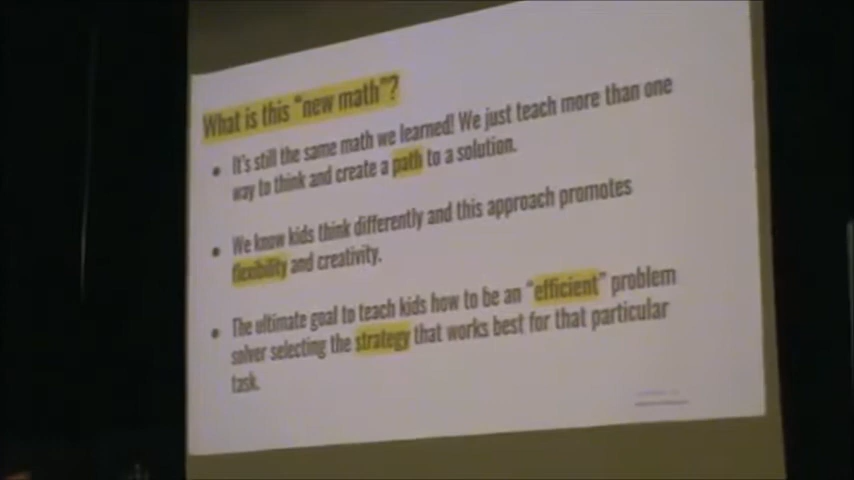 What is this "new math"?
• It's still the same math we learned! We just teach more than one
way to think and create a path to a solution.
• We know kids think differently and this approach promotes
flexibility and creativity.
• The ultimate goal to teach kids how to be an "efficient" problem
solver selecting the strategy that works best for that particular
task.